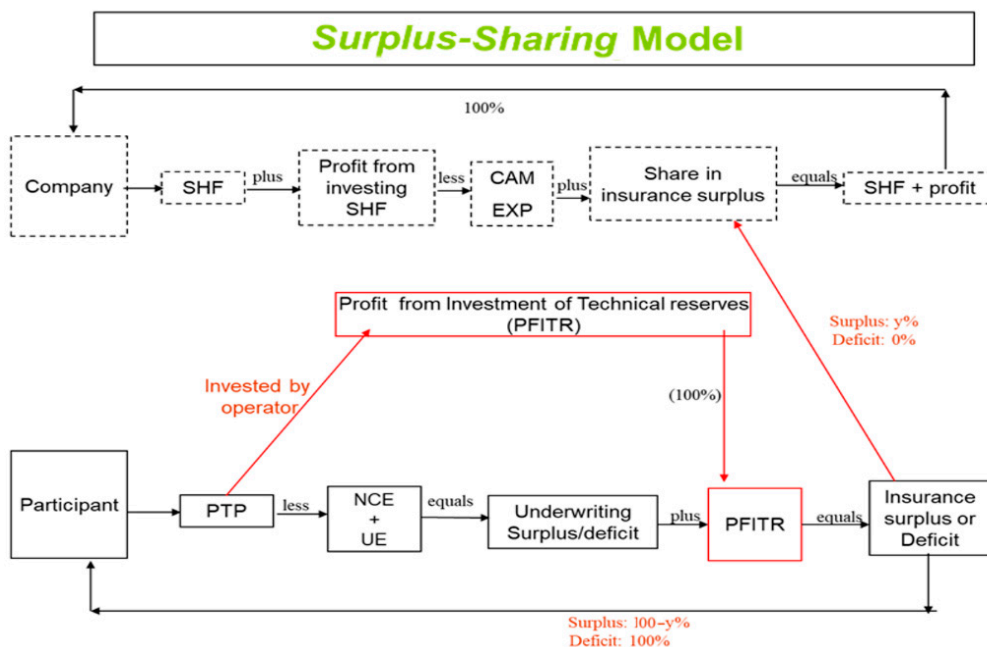 Surplus-Sharing Model
100%
Company
SHF
plus
Profit from
investing
SHF
less
CAM
EXP
plus
Share in
insurance surplus
equals
SHF + profit
Profit from Investment of Technical reserves
(PFITR)
Surplus: y%
Deficit: 0%
Invested by
operator
(100%)
Participant
PTP
less
NCE
+
UE
equals
Underwriting
Surplus/deficit
plus
PFITR
equals
Insurance
surplus or
Deficit
Surplus: 100-y%
Deficit: 100%